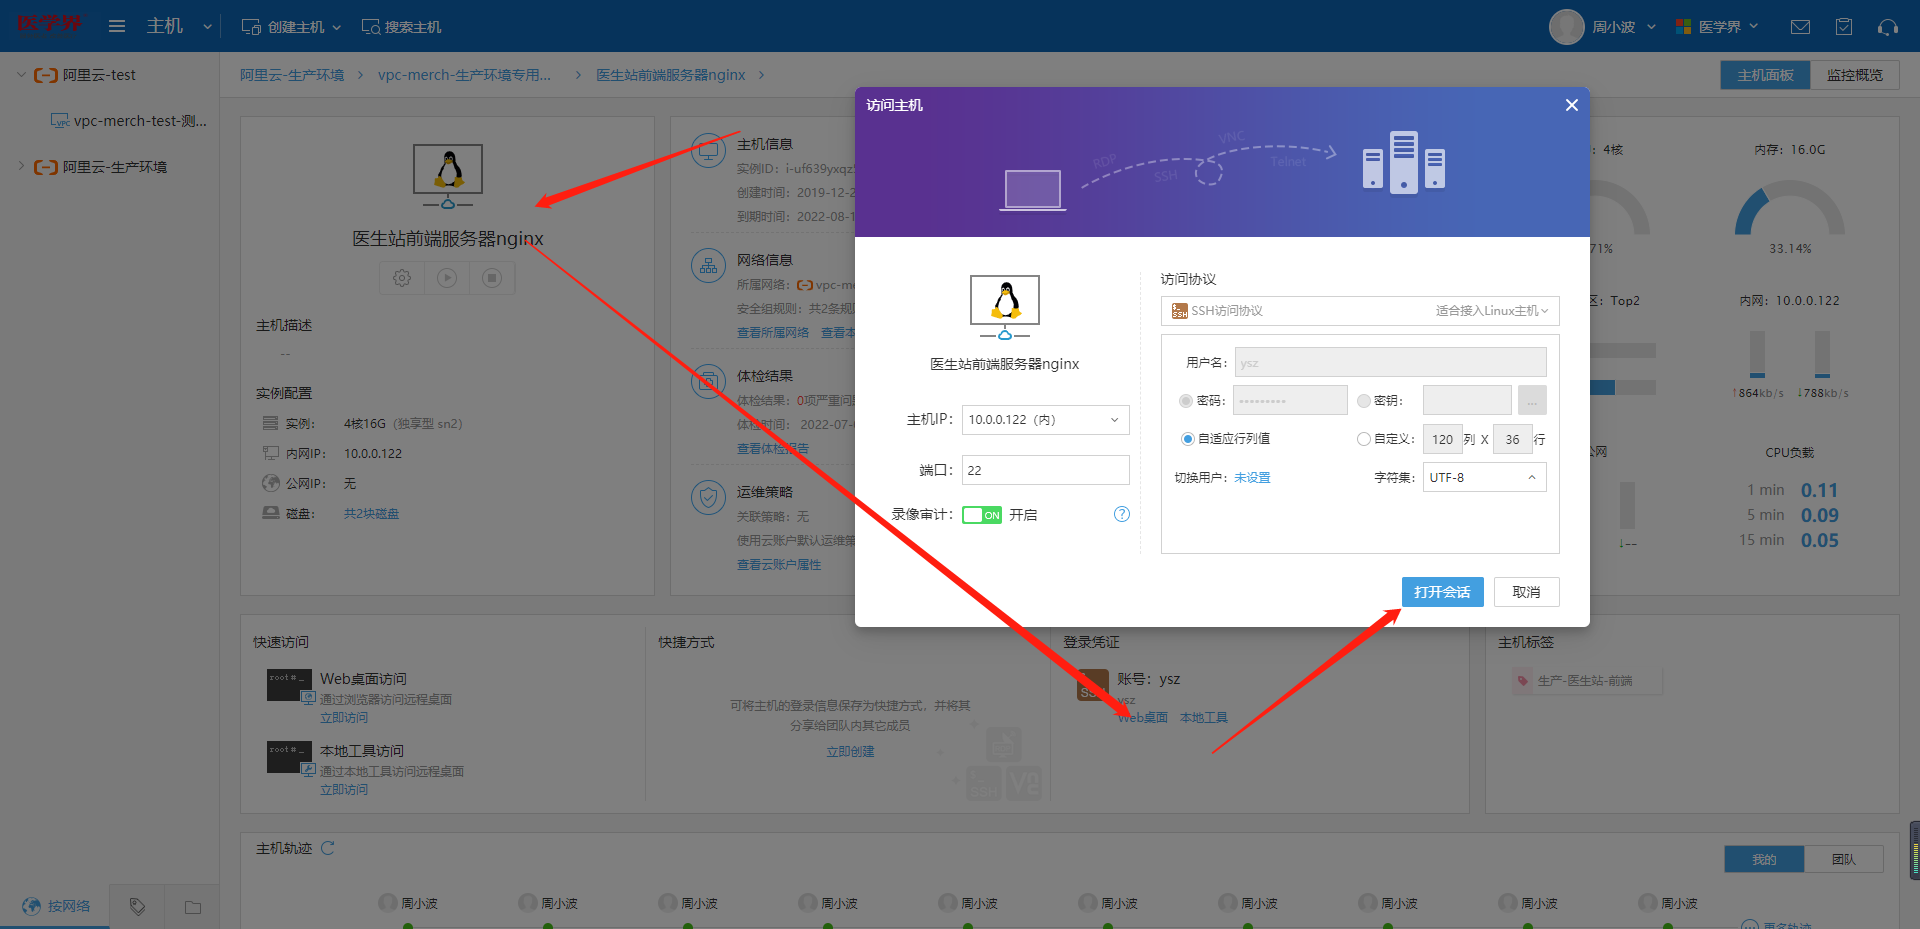 医学界
主机
创建主机
搜索主机
周小波
医学界
阿里云-test
vpc-merch-test-测...
阿里云-生产环境
阿里云-生产环境
vpc-merch-生产环境专用...
医生站前端服务器nginx
主机面板
监控概览
医生站前端服务器nginx
主机描述
--
实例配置
实例： 4核16G（独享型 sn2）
内网IP： 10.0.0.122
公网IP： 无
磁盘： 共2块磁盘
主机信息
实例ID：i-uf639yxqz
创建时间：2019-12-2
到期时间：2022-08-1
网络信息
所属网络： vpc-me
安全组规则：共2条规
查看所属网络 查看本
体检结果
体检结果：0项严重问
体检时间：2022-07-
查看体检报告
运维策略
关联策略：无
使用云账户默认运维策
查看云账户属性
访问主机
RDP
SSH
VNC
Telnet
医生站前端服务器nginx
主机IP： 10.0.0.122（内）
端口： 22
录像审计： ON 开启
?
访问协议
SSH
SSH访问协议 适合接入Linux主机
用户名： ysz
密码： •••••••••
密钥： ...
自适应行列值
自定义： 120 列 X 36 行
切换用户： 未设置
字符集： UTF-8
打开会话
取消
：4核
内存：16.0G
71%
33.14%
区：Top2
内网：10.0.0.122
↑864kb/s ↓788kb/s
公网
CPU负载
↓--
1 min 0.11
5 min 0.09
15 min 0.05
快速访问
root #_
Web桌面访问
通过浏览器访问远程桌面
立即访问
root #_
本地工具访问
通过本地工具访问远程桌面
立即访问
快捷方式
可将主机的登录信息保存为快捷方式，并将其
分享给团队内其它成员
立即创建
SSH
登录凭证
账号：ysz
ysz
Web桌面 本地工具
主机标签
生产-医生站-前端
主机轨迹
我的
团队
周小波 周小波 周小波 周小波 周小波 周小波 周小波 周小波 周小波 周小波
更多轨迹
按网络